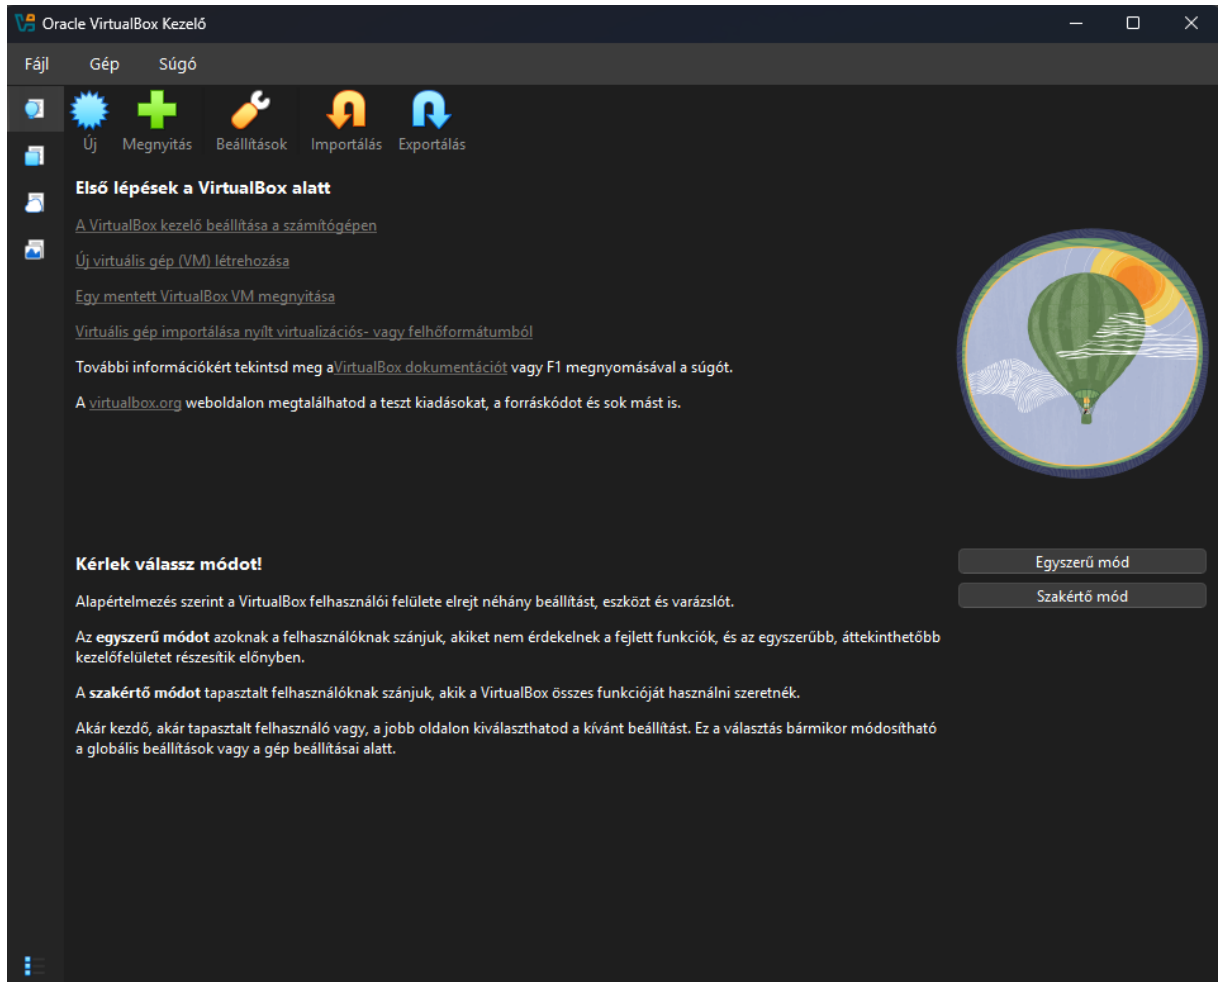 Oracle VirtualBox Kezelő
Fájl Gép Súgó
Új Megnyitás Beállítások Importálás Exportálás
Első lépések a VirtualBox alatt
A VirtualBox kezelő beállítása a számítógépen
Új virtuális gép (VM) létrehozása
Egy mentett VirtualBox VM megnyitása
Virtuális gép importálása nyílt virtualizációs- vagy felhőformátumból
További információkért tekintsd meg aVirtualBox dokumentációt vagy F1 megnyomásával a súgót.
A virtualbox.org weboldalon megtalálhatod a teszt kiadásokat, a forráskódot és sok mást is.
Kérlek válassz módot!
Egyszerű mód
Szakértő mód
Alapértelmezés szerint a VirtualBox felhasználói felülete elrejt néhány beállítást, eszközt és varázslót.
Az egyszerű módot azoknak a felhasználóknak szánjuk, akiket nem érdekelnek a fejlett funkciók, és az egyszerűbb, áttekinthetőbb
kezelőfelületet részesítik előnyben.
A szakértő módot tapasztalt felhasználóknak szánjuk, akik a VirtualBox összes funkcióját használni szeretnék.
Akár kezdő, akár tapasztalt felhasználó vagy, a jobb oldalon kiválaszthatod a kívánt beállítást. Ez a választás bármikor módosítható
a globális beállítások vagy a gép beállításai alatt.